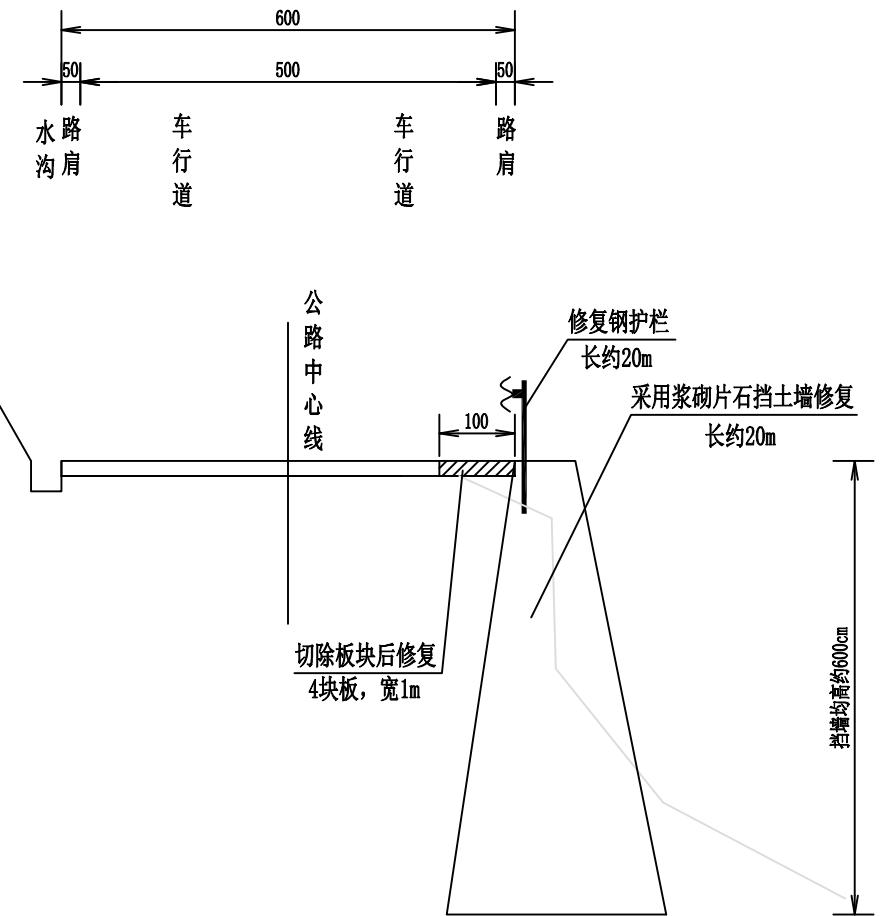 600
50
500
50
水沟
路肩
车行道
车行道
路肩
公路中心线
修复钢护栏
长约20m
采用浆砌片石挡土墙修复
长约20m
100
切除板块后修复
4块板，宽1m
挡墙均高约600cm